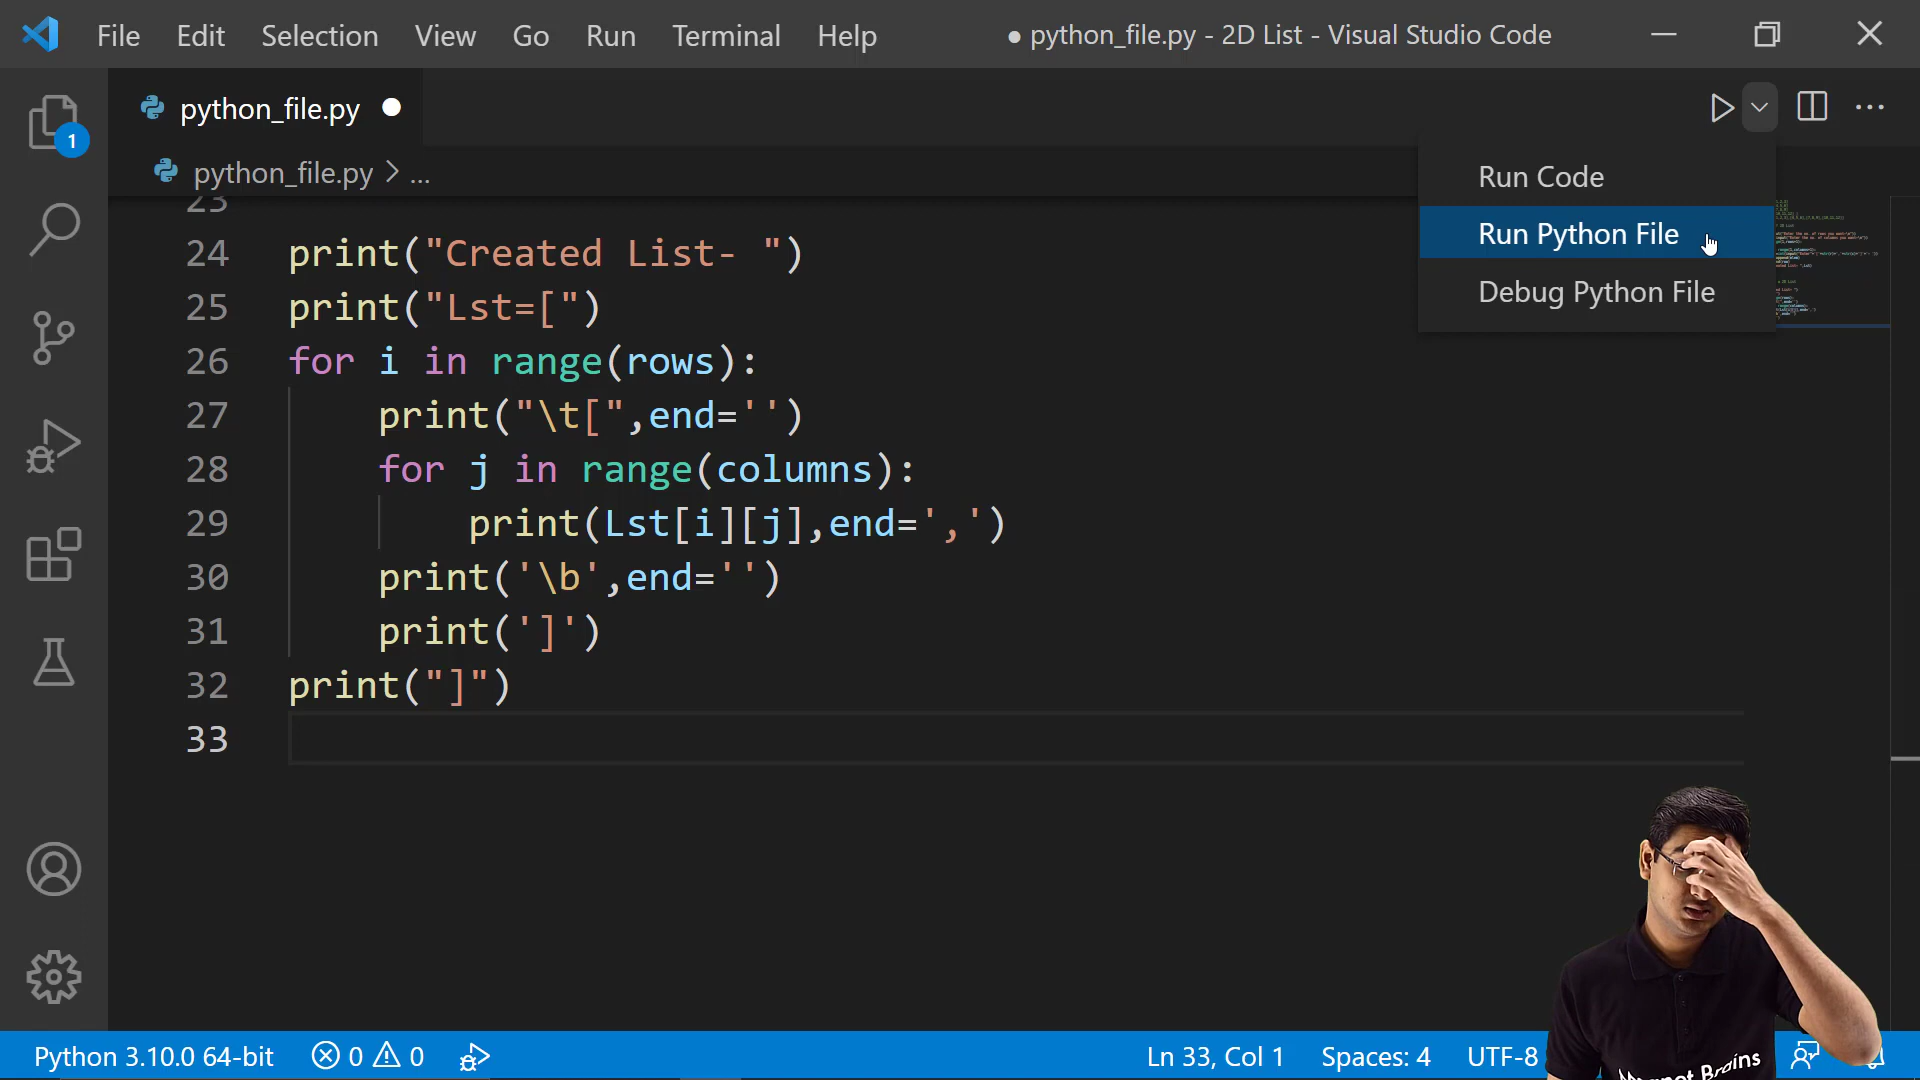 File Edit Selection View Go Run Terminal Help
● python_file.py - 2D List - Visual Studio Code
python_file.py ●
1
python_file.py > ...
Run Code
Run Python File
Debug Python File
23
24 print("Created List- ")
25 print("Lst=[")
26 for i in range(rows):
27 print("\t[",end='')
28 for j in range(columns):
29 print(Lst[i][j],end=',')
30 print('\b',end='')
31 print(']')
32 print("]")
33
Python 3.10.0 64-bit 0 0
Ln 33, Col 1 Spaces: 4 UTF-8
Brains